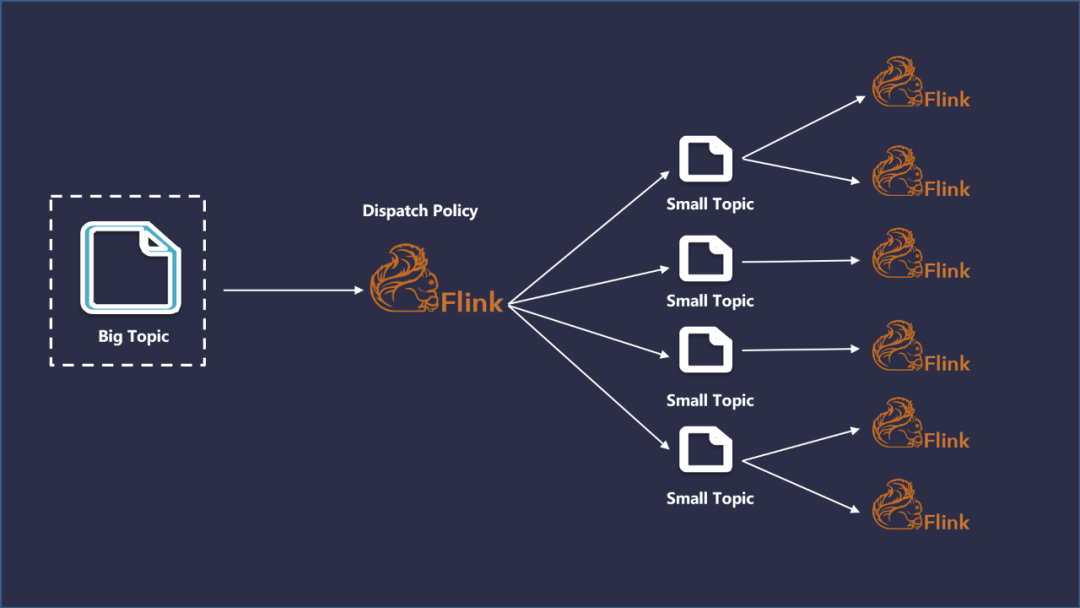 Big Topic
Dispatch Policy
Flink
Small Topic
Small Topic
Small Topic
Small Topic
Flink
Flink
Flink
Flink
Flink
Flink